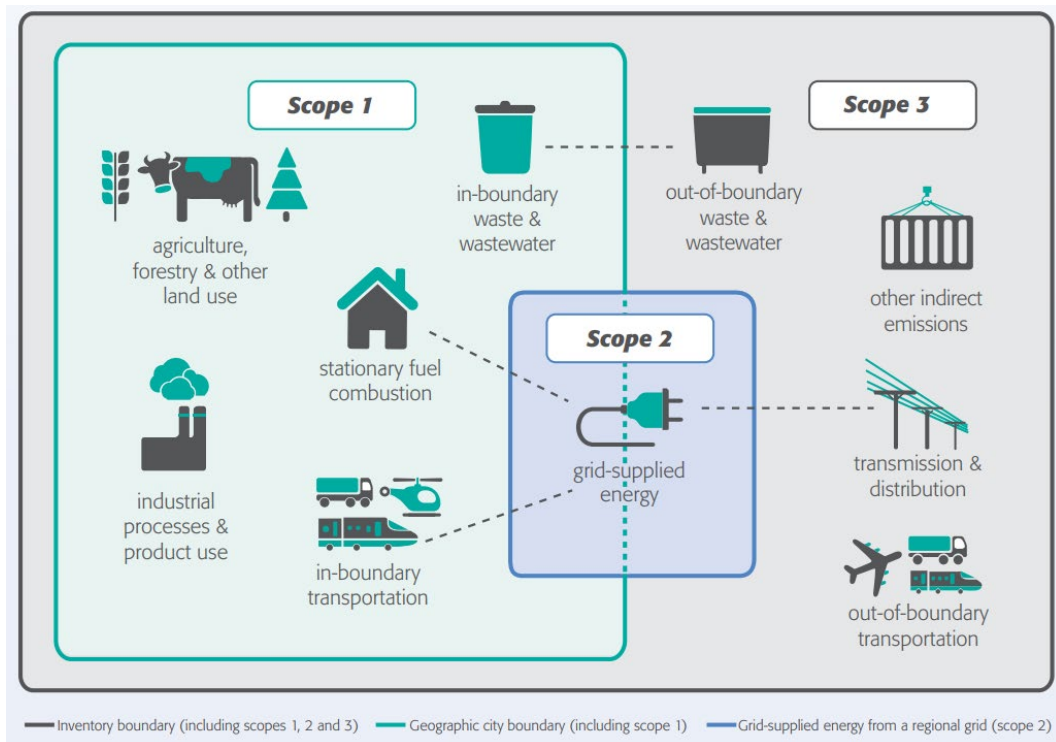 Scope 1
Scope 3
in-boundary
waste &
wastewater
out-of-boundary
waste &
wastewater
agriculture,
forestry & other
land use
other indirect
emissions
Scope 2
stationary fuel
combustion
grid-supplied
energy
transmission &
distribution
industrial
processes &
product use
in-boundary
transportation
out-of-boundary
transportation
Inventory boundary (including scopes 1, 2 and 3)
Geographic city boundary (including scope 1)
Grid-supplied energy from a regional grid (scope 2)